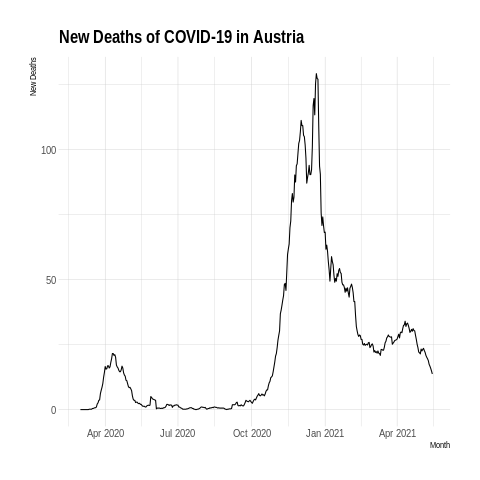 New Deaths of COVID-19 in Austria
New Deaths
100
50
0
Apr 2020 Jul 2020 Oct 2020 Jan 2021 Apr 2021
Month